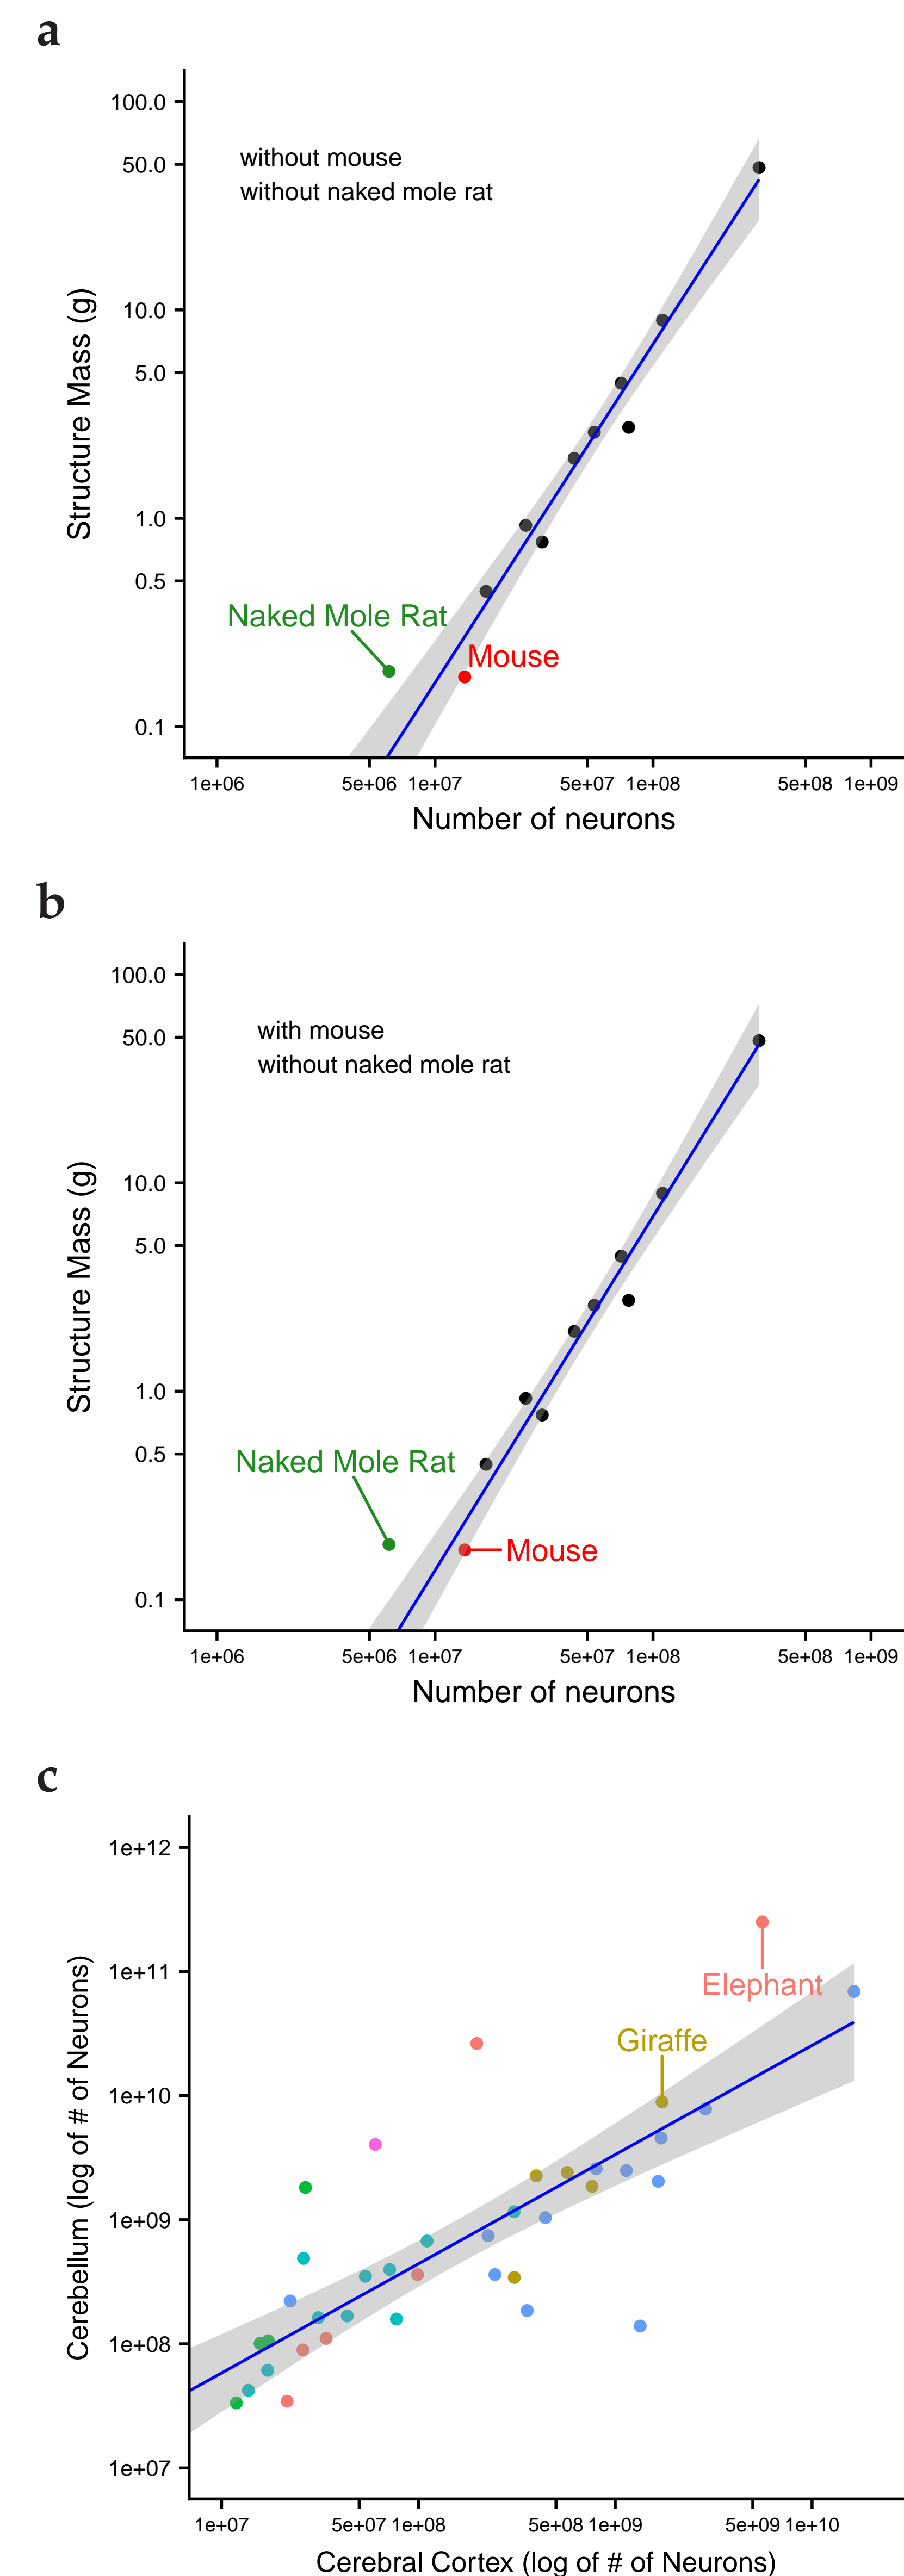 a
100.0
50.0
10.0
5.0
1.0
0.5
0.1
Structure Mass (g)
without mouse
without naked mole rat
Naked Mole Rat
Mouse
1e+06 5e+06 1e+07 5e+07 1e+08 5e+08 1e+09
Number of neurons
b
100.0
50.0
10.0
5.0
1.0
0.5
0.1
Structure Mass (g)
with mouse
without naked mole rat
Naked Mole Rat
Mouse
1e+06 5e+06 1e+07 5e+07 1e+08 5e+08 1e+09
Number of neurons
c
1e+12
1e+11
1e+10
1e+09
1e+08
1e+07
Cerebellum (log of # of Neurons)
Elephant
Giraffe
1e+07 5e+07 1e+08 5e+08 1e+09 5e+09 1e+10
Cerebral Cortex (log of # of Neurons)